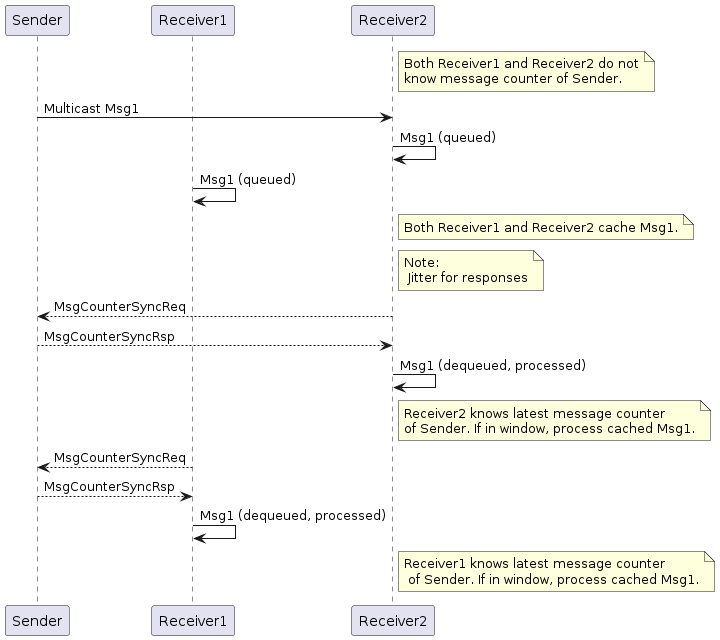 Sender Receiver1 Receiver2
Both Receiver1 and Receiver2 do not
know message counter of Sender.
Multicast Msg1
Msg1 (queued)
Msg1 (queued)
Both Receiver1 and Receiver2 cache Msg1.
Note:
Jitter for responses
MsgCounterSyncReq
MsgCounterSyncRsp
Msg1 (dequeued, processed)
Receiver2 knows latest message counter
of Sender. If in window, process cached Msg1.
MsgCounterSyncReq
MsgCounterSyncRsp
Msg1 (dequeued, processed)
Receiver1 knows latest message counter
of Sender. If in window, process cached Msg1.
Sender Receiver1 Receiver2